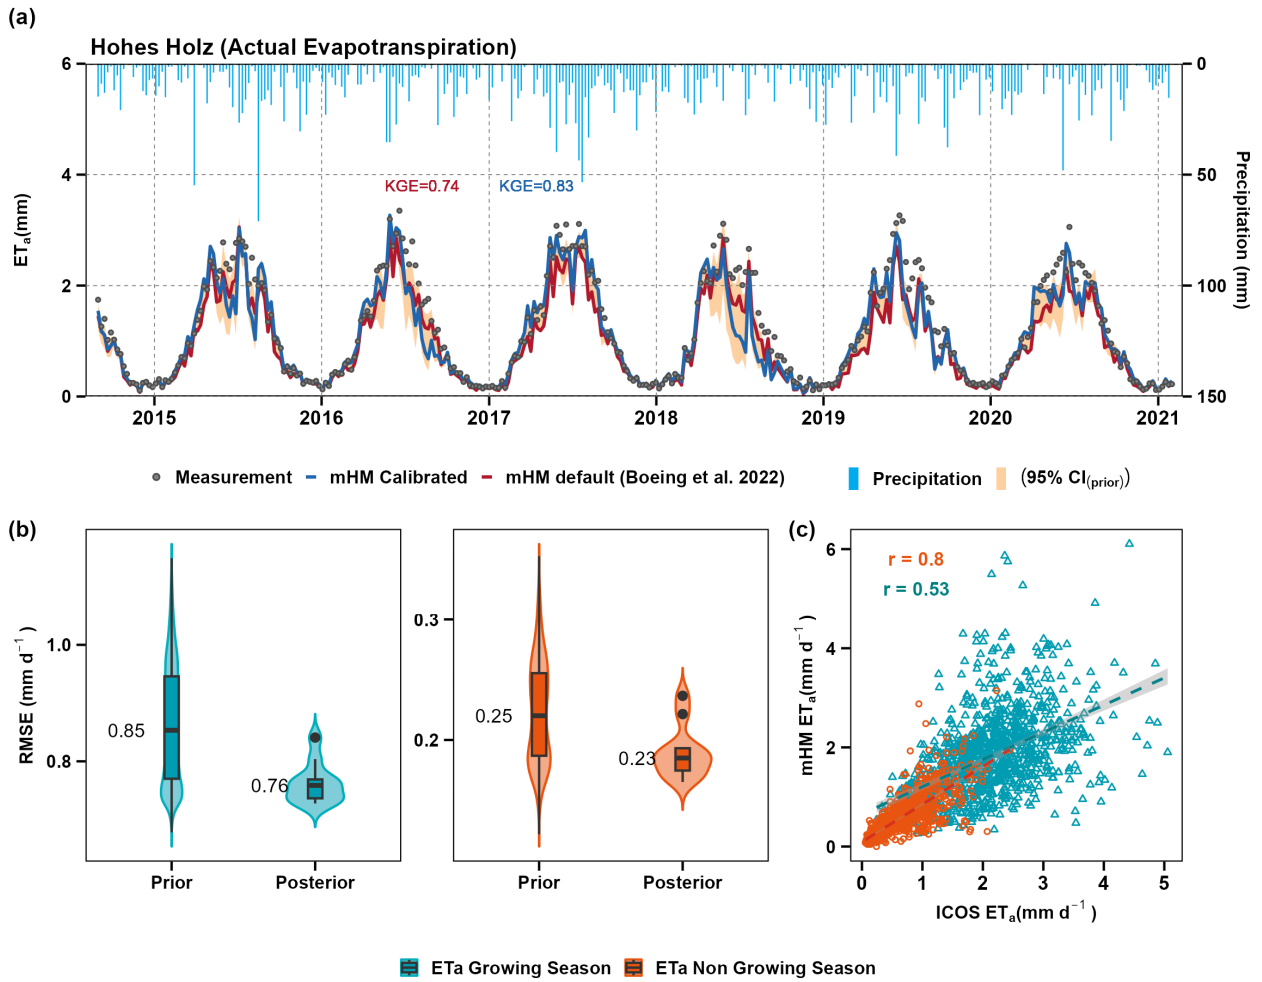 (a)
Hohes Holz (Actual Evapotranspiration)
6
4
2
0
ETa(mm)
0
50
100
150
Precipitation (mm)
KGE=0.74
KGE=0.83
2015
2016
2017
2018
2019
2020
2021
Measurement
mHM Calibrated
mHM default (Boeing et al. 2022)
Precipitation
(95% CI(prior))
(b)
RMSE (mm d−1)
1.0
0.8
0.85
0.76
Prior
Posterior
0.3
0.2
0.25
0.23
Prior
Posterior
(c)
mHM ETa(mm d−1)
6
4
2
0
r = 0.8
r = 0.53
0
1
2
3
4
5
ICOS ETa(mm d−1)
ETa Growing Season
ETa Non Growing Season